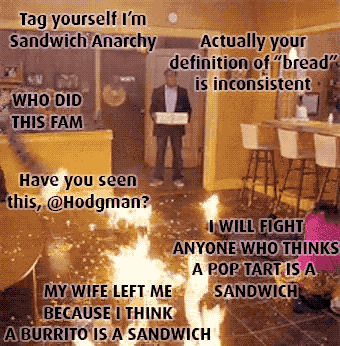 Tag yourself I'm
Sandwich Anarchy
Actually your
definition of "bread"
is inconsistent
WHO DID
THIS FAM
Have you seen
this, @Hodgman?
I WILL FIGHT
ANYONE WHO THINKS
A POP TART IS A
SANDWICH
MY WIFE LEFT ME
BECAUSE I THINK
A BURRITO IS A SANDWICH